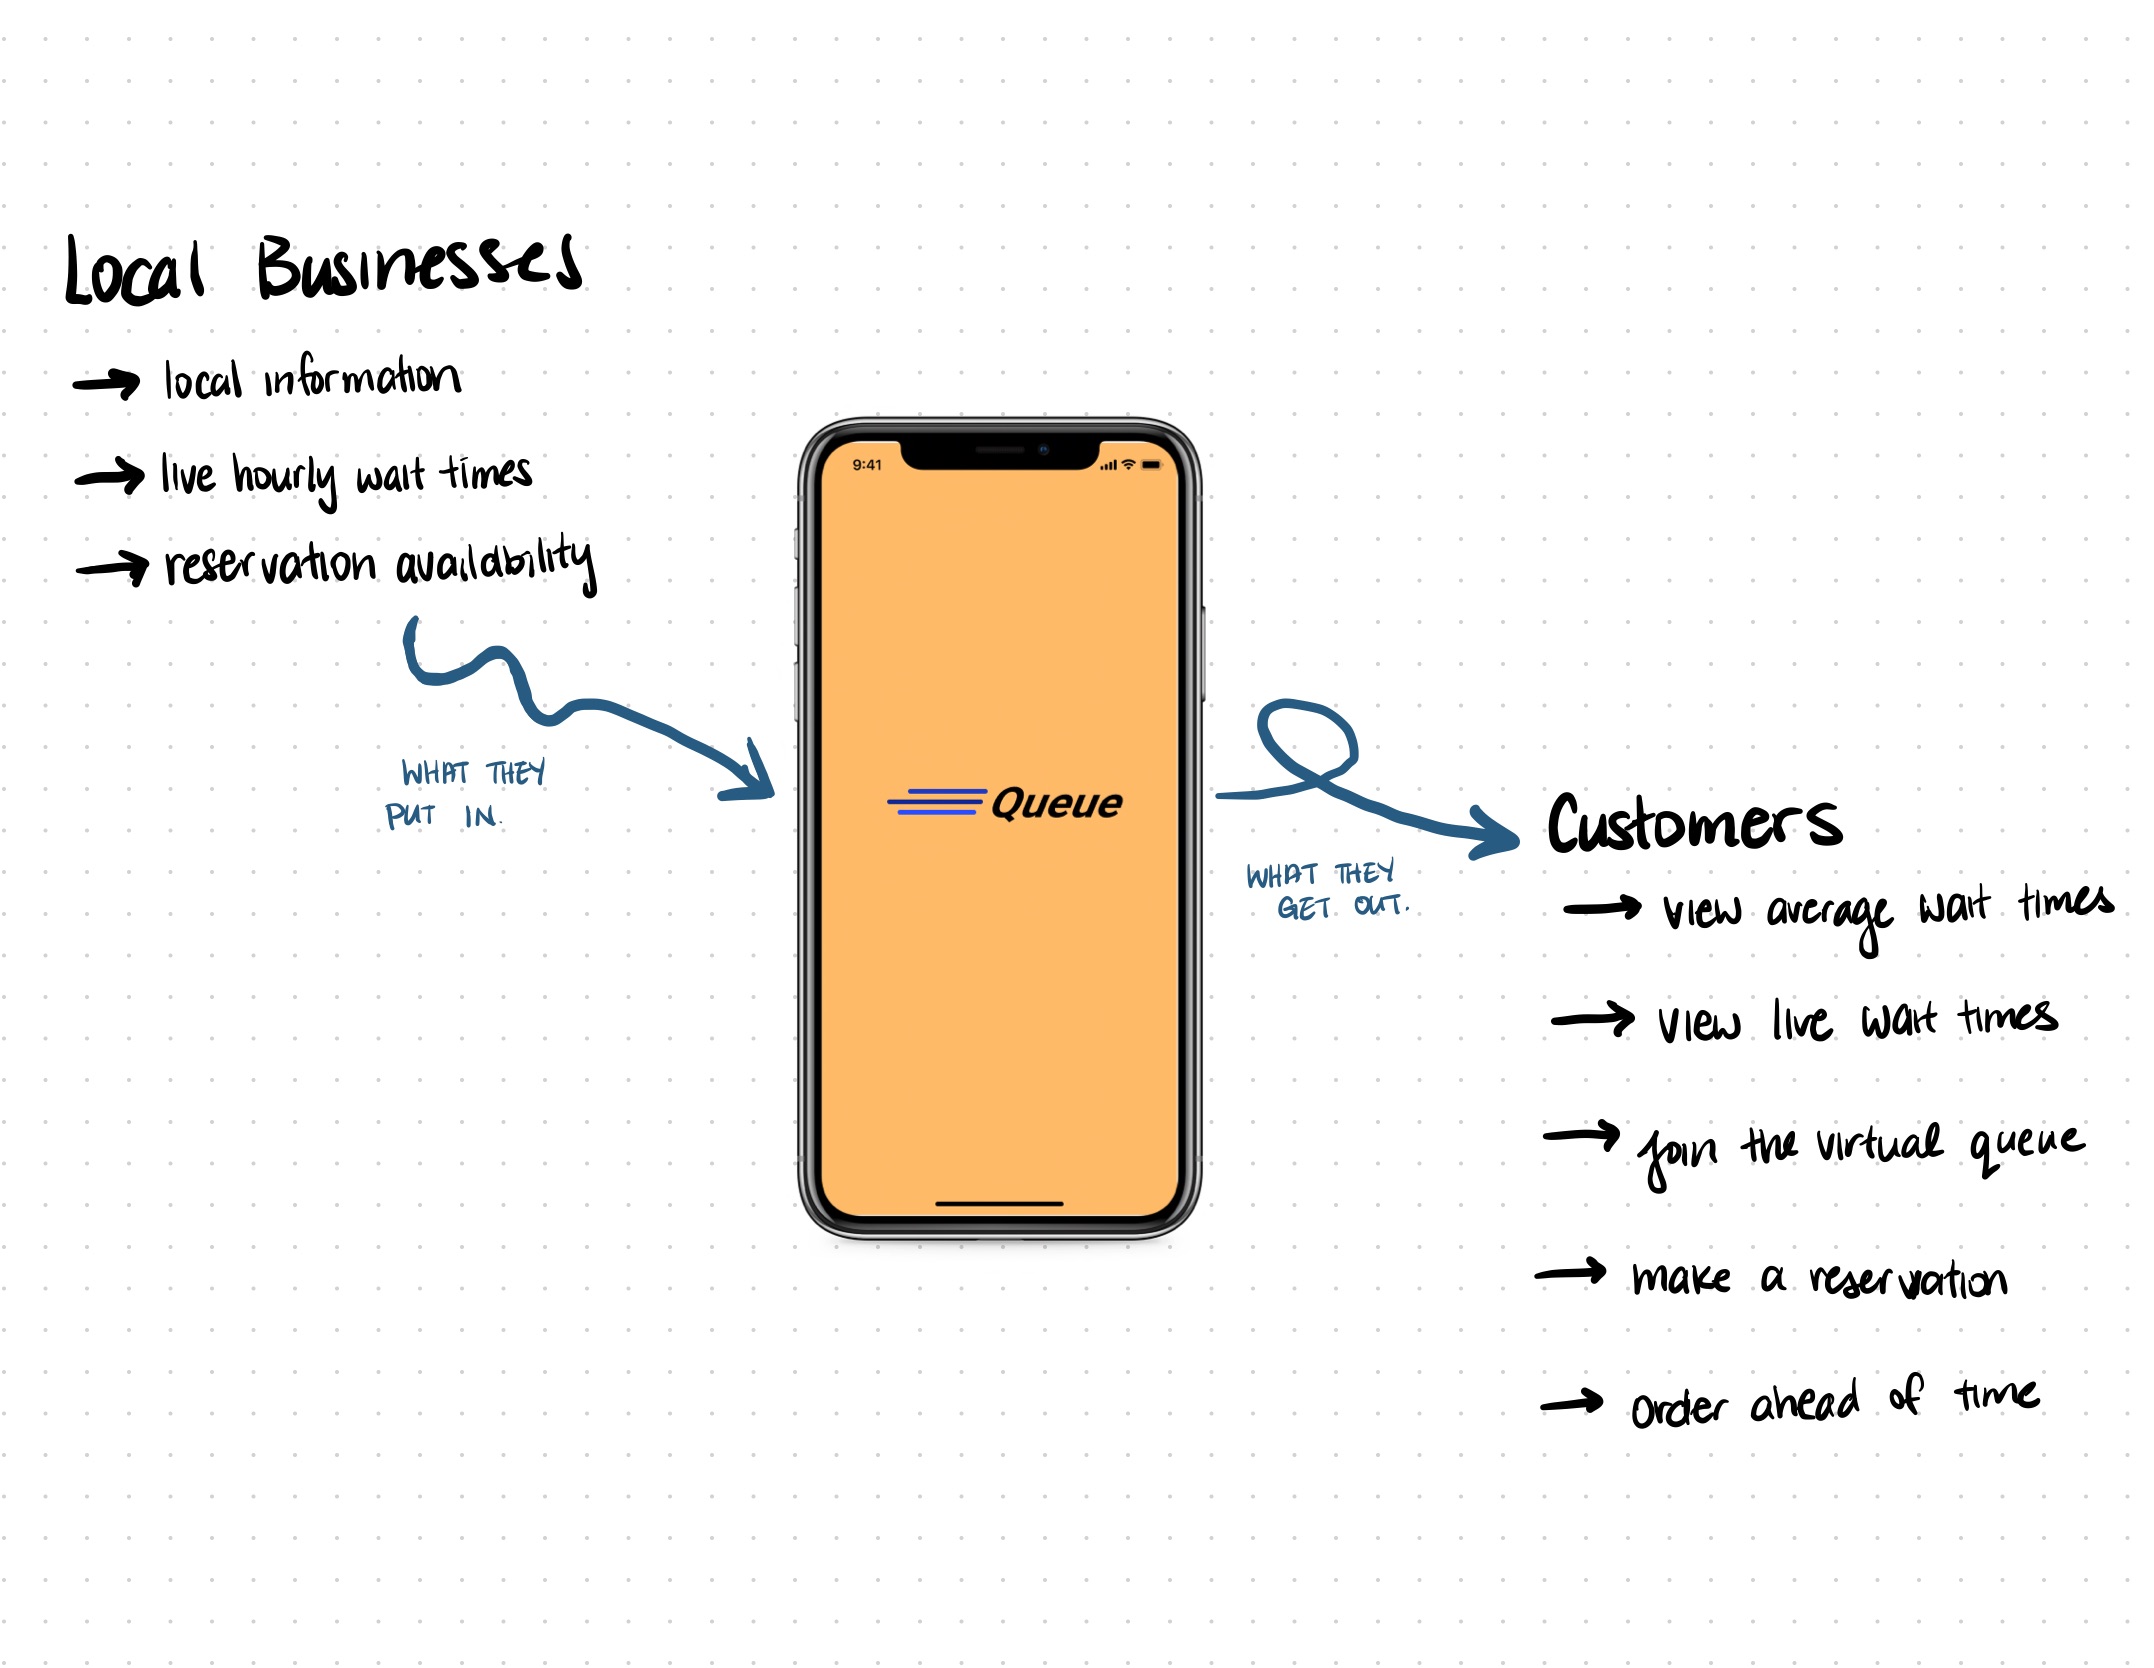 Local Businesses
local information
live hourly wait times
reservation availability
WHAT THEY
PUT IN.
9:41
Queue
WHAT THEY
GET OUT.
Customers
view average wait times
view live wait times
join the virtual queue
make a reservation
order ahead of time